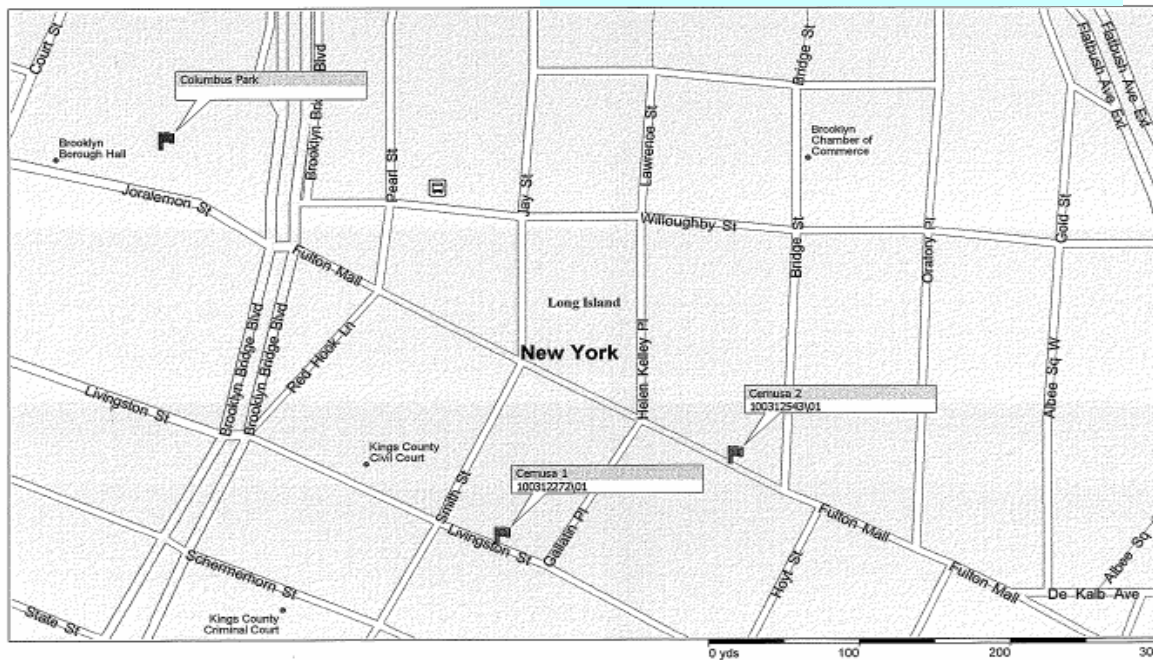 Court St
Columbus Park
Brooklyn
Borough Hall
Joralemon St
Brooklyn Bridge Blvd
Pearl St
Jay St
Lawrence St
Bridge St
Brooklyn
Chamber of
Commerce
Flatbush Ave Ext
Flatbush Ave Ext
Gold St
Willoughby St
Bridge St
Oratory Pl
Fulton Mall
Long Island
New York
Red Hook Ln
Brooklyn Bridge Blvd
Brooklyn Bridge Blvd
Helen Kelley Pl
Albee Sq W
Livingston St
Cemusa 2
100312543\01
Kings County
Civil Court
Smith St
Cemusa 1
100312272\01
Livingston St
Gallatin Pl
Hoyt St
Fulton Mall
Fulton Mall
Albee Sq
De Kalb Ave
Schermerhorn St
State St
Kings County
Criminal Court
0 yds
100
200